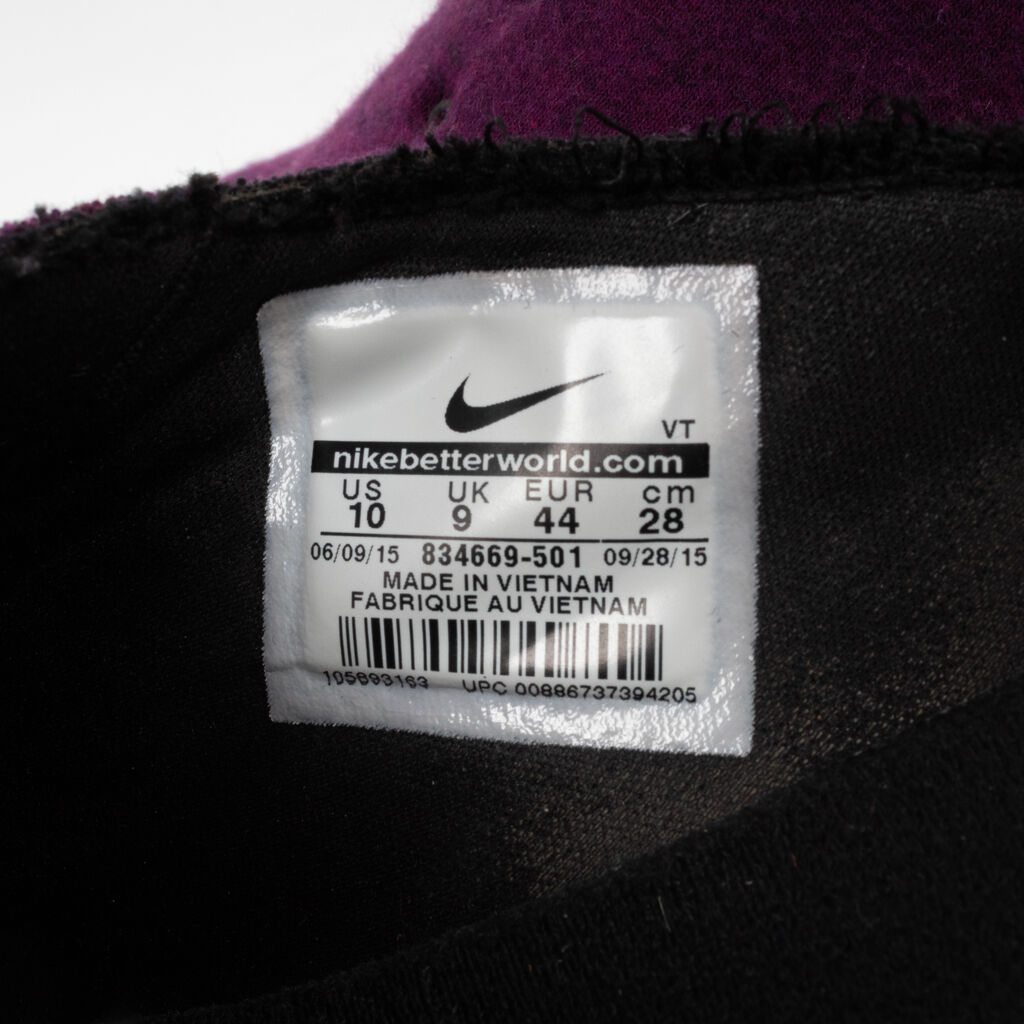 VT
nikebetterworld.com
US UK EUR cm
10 9 44 28
06/09/15 834669-501 09/28/15
MADE IN VIETNAM
FABRIQUE AU VIETNAM
105693163 UPC 00886737394205